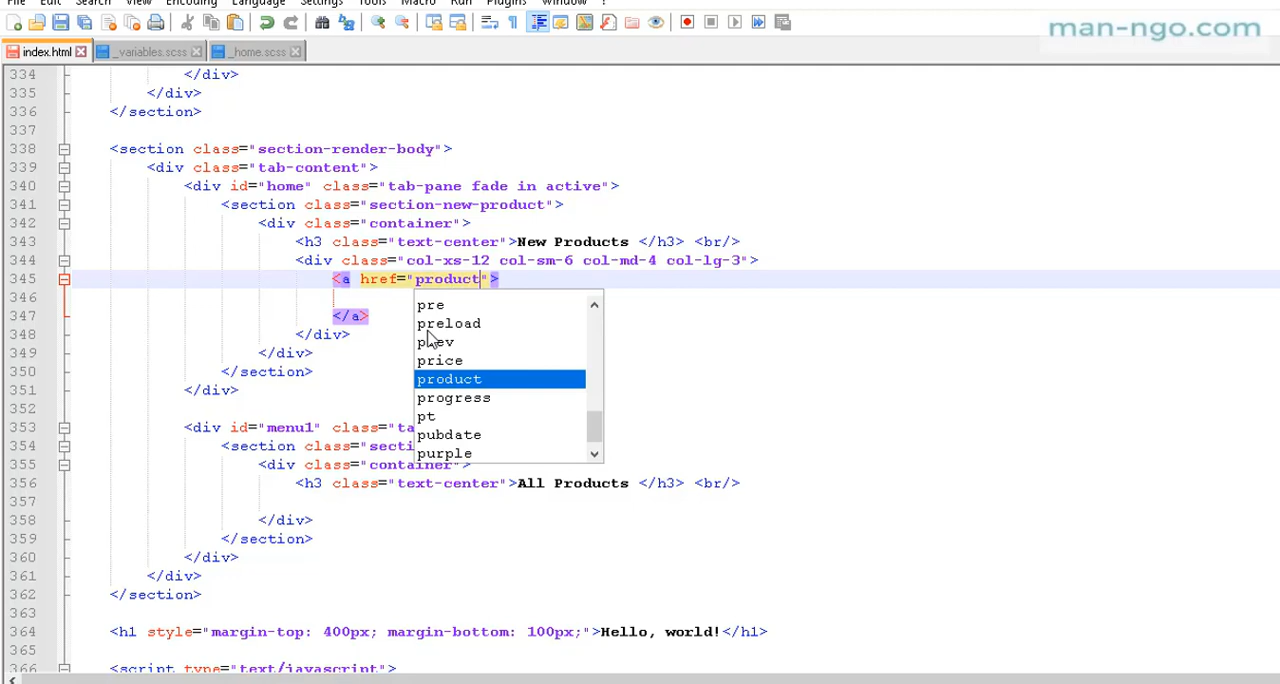 File Edit Search View Encoding Language Settings Tools Macro Run Plugins Window ?
man-ngo.com
index.html _variables.scss _home.scss
334 </div>
335 </div>
336 </section>
337
338 <section class="section-render-body">
339 <div class="tab-content">
340 <div id="home" class="tab-pane fade in active">
341 <section class="section-new-product">
342 <div class="container">
343 <h3 class="text-center">New Products </h3> <br/>
344 <div class="col-xs-12 col-sm-6 col-md-4 col-lg-3">
345 <a href="product">
346 pre
preload
347 </a>
348 </div> prev
349 </div> price
350 </section> product
351 </div> progress
352 pt
353 <div id="menu1" class="ta pubdate
354 <section class="secti purple
355 <div class="container">
356 <h3 class="text-center">All Products </h3> <br/>
357
358 </div>
359 </section>
360 </div>
361 </div>
362 </section>
363
364 <h1 style="margin-top: 400px; margin-bottom: 100px;">Hello, world!</h1>
365
366 <script type="text/javascript">